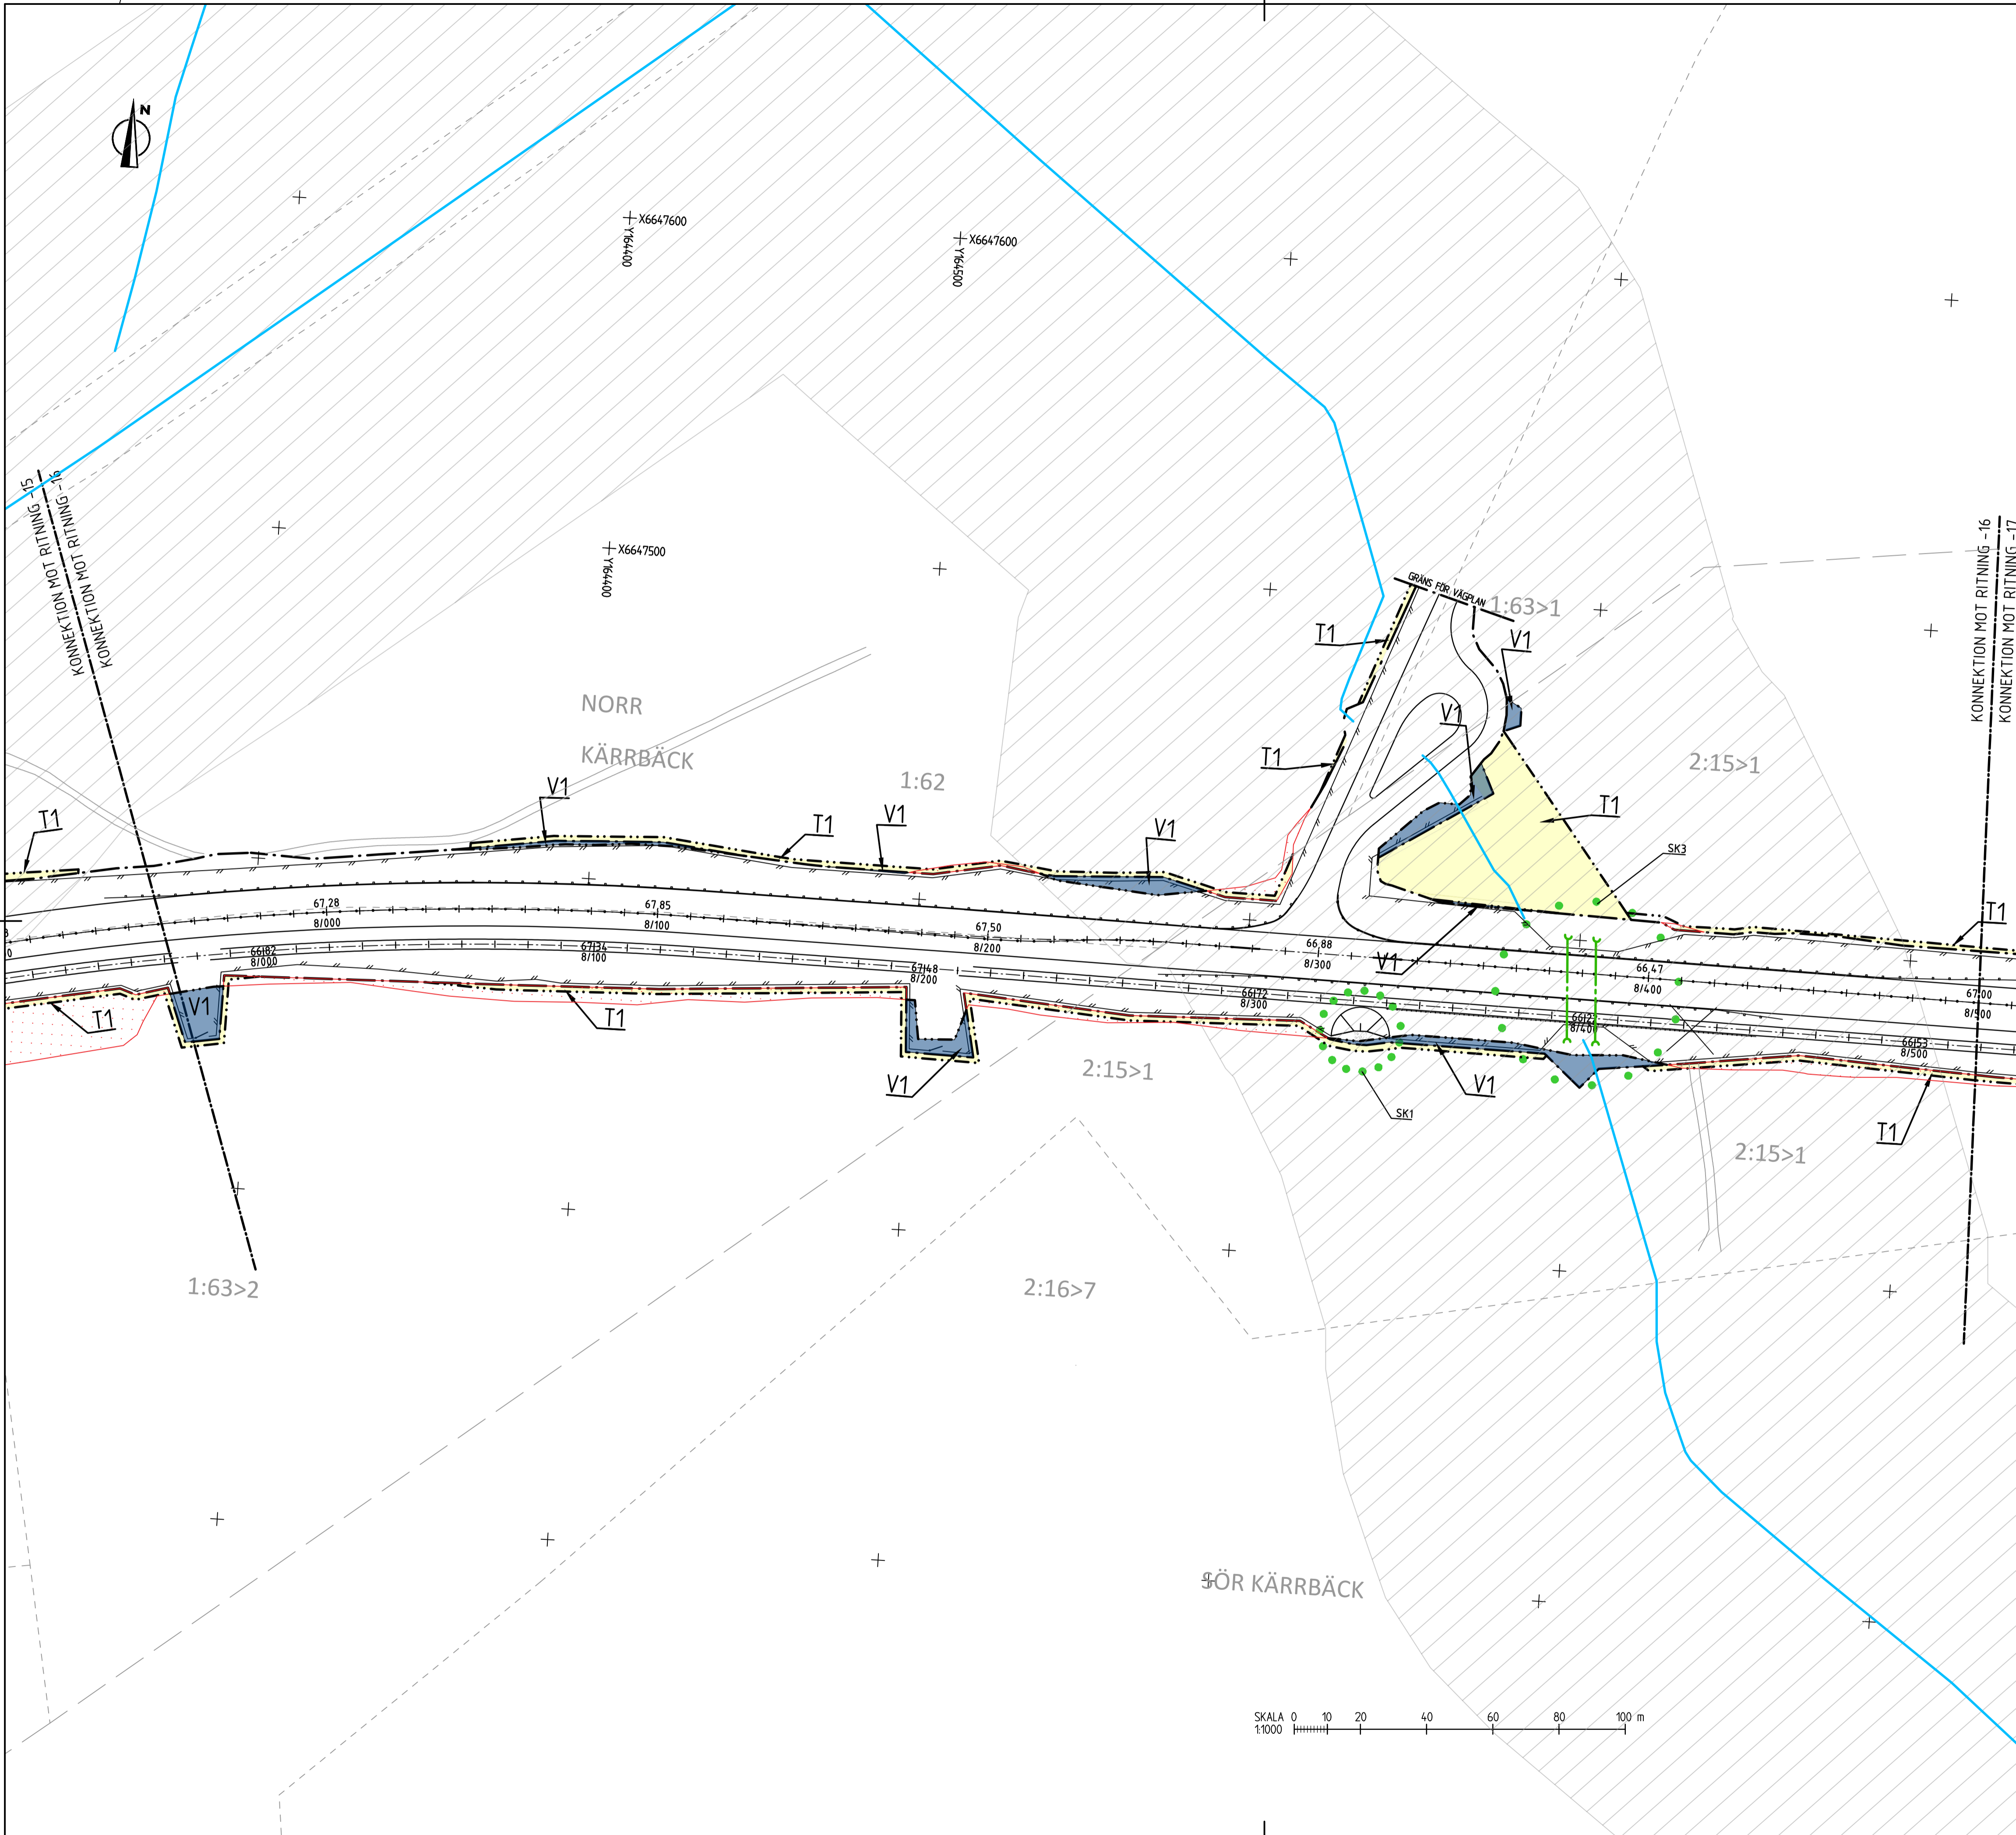 N
X6647600
Y164400
X6647600
Y164500
KONNEKTION MOT RITNING -15
KONNEKTION MOT RITNING -16
X6647500
Y164400
KONNEKTION MOT RITNING -16
KONNEKTION MOT RITNING -17
GRÄNS FÖR VÄGPLAN
1:63>1
T1
V1
NORR
KÄRRBÄCK
1:62
V1
T1
2:15>1
V1
T1
T1
V1
V1
T1
SK3
T1
67,28
8/000
67,85
8/100
67,50
8/200
66,88
8/300
66,47
8/400
67,00
8/500
V1
66,82
8/000
67,34
8/100
67,48
8/200
66,72
8/300
8/400
66,53
8/500
V1
T1
T1
V1
2:15>1
V1
SK1
T1
2:15>1
1:63>2
2:16>7
SÖR KÄRRBÄCK
SKALA
1:1000
0 10 20 40 60 80 100 m